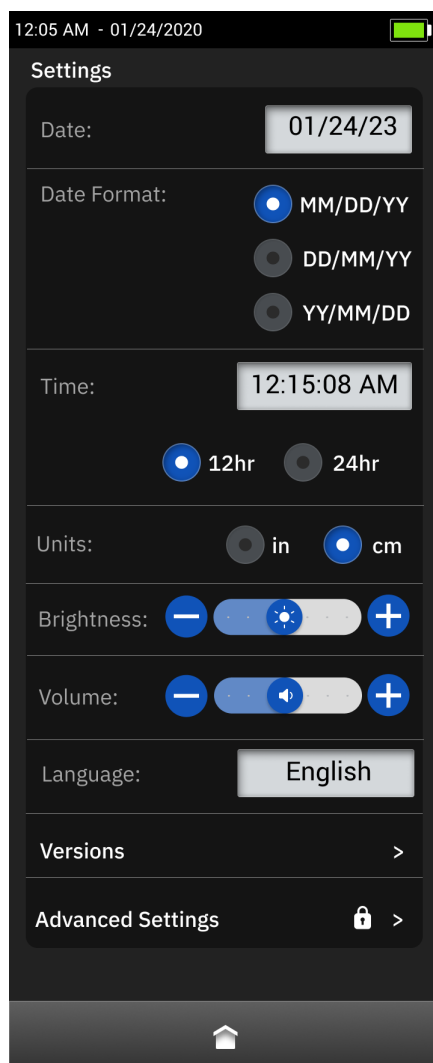 12:05 AM - 01/24/2020
Settings
Date: 01/24/23
Date Format: MM/DD/YY
DD/MM/YY
YY/MM/DD
Time: 12:15:08 AM
12hr 24hr
Units: in cm
Brightness:
Volume:
Language: English
Versions >
Advanced Settings >